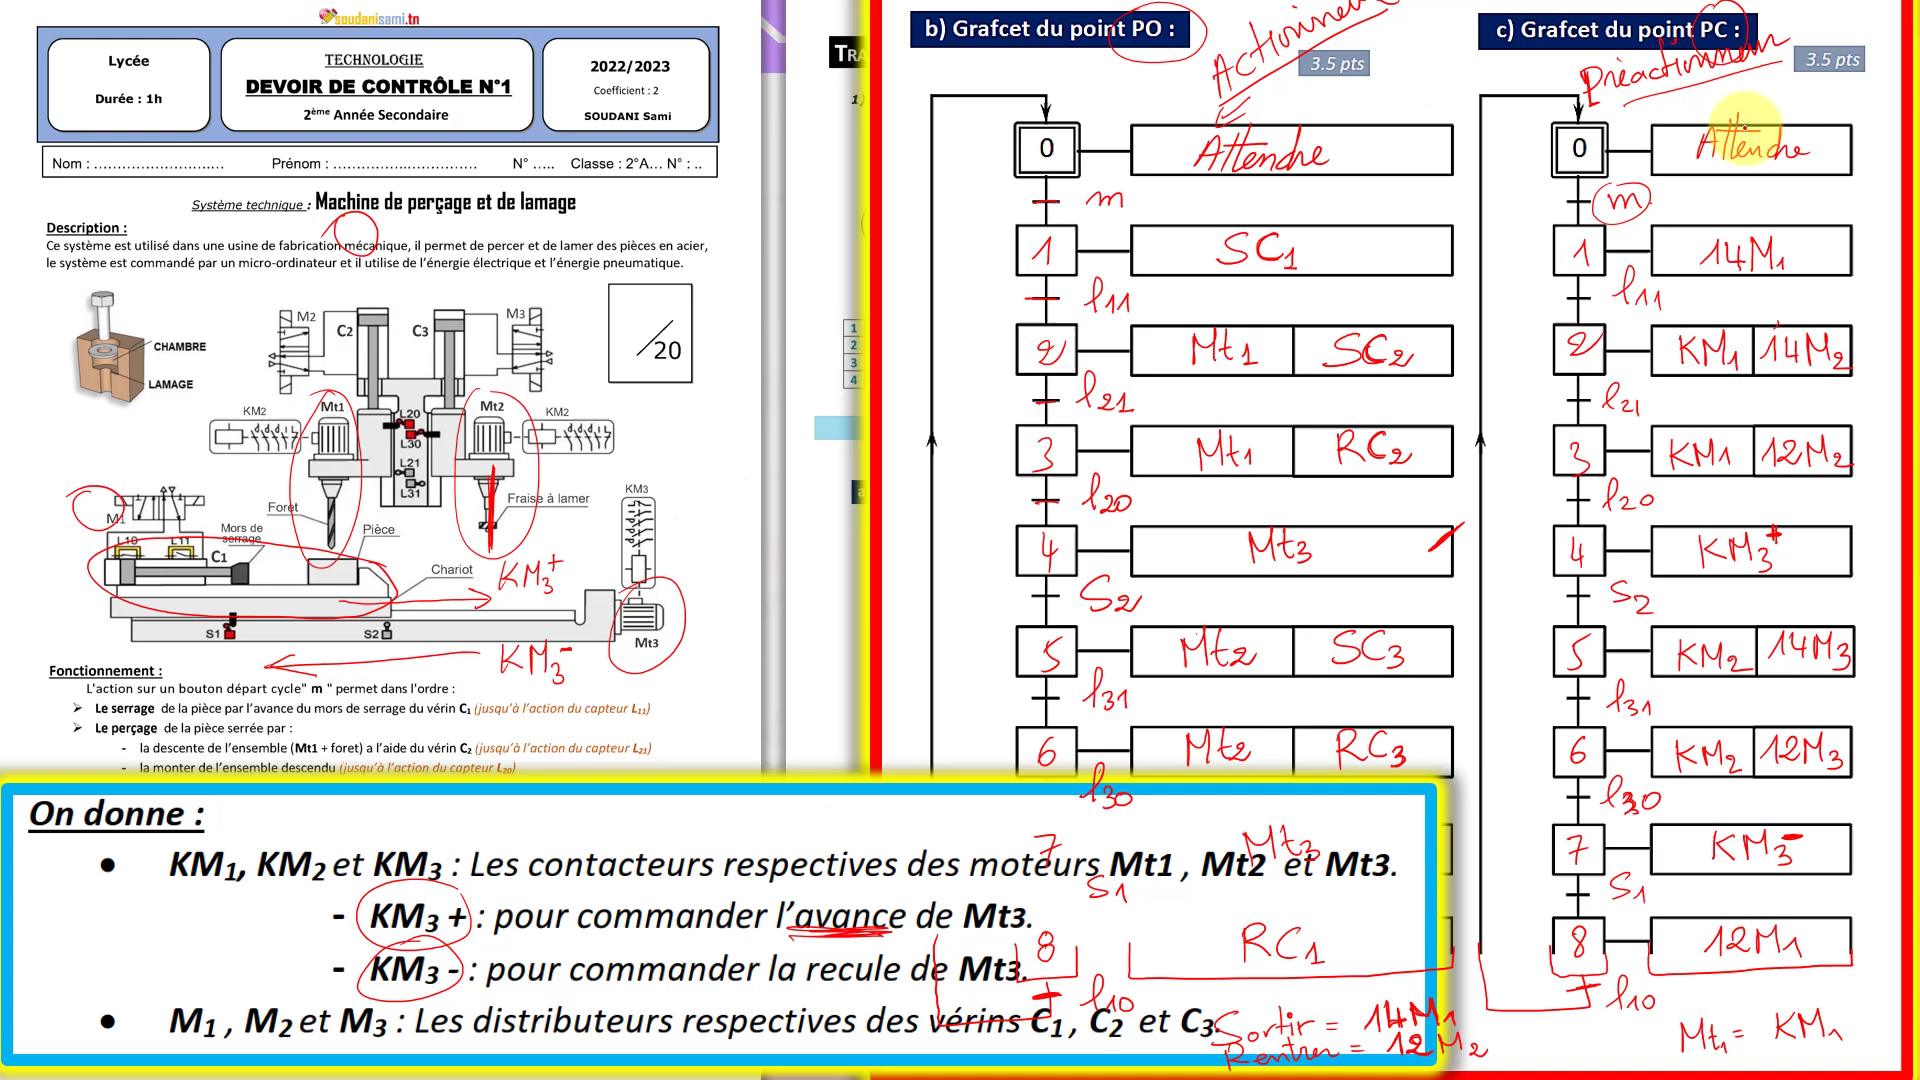 soudanisami.tn
Lycée
Durée : 1h
TECHNOLOGIE
DEVOIR DE CONTRÔLE N°1
2ème Année Secondaire
2022/2023
Coefficient : 2
SOUDANI Sami
Nom : ............................ Prénom : ............................ N° ..... Classe : 2°A... N° : ..
Système technique : Machine de perçage et de lamage
Description :
Ce système est utilisé dans une usine de fabrication mécanique, il permet de percer et de lamer des pièces en acier,
le système est commandé par un micro-ordinateur et il utilise de l'énergie électrique et l'énergie pneumatique.
CHAMBRE
LAMAGE
M2
C2
C3
M3
/20
KM2
Mt1
Mt2
KM2
L20
L30
L21
L31
KM3
Foret
Fraise à lamer
M1
Mors de
serrage
Pièce
L10
L11
C1
Chariot
KM3+
S1
S2
Mt3
KM3-
Fonctionnement :
L'action sur un bouton départ cycle" m " permet dans l'ordre :
➢ Le serrage de la pièce par l'avance du mors de serrage du vérin C1 (jusqu'à l'action du capteur L11)
➢ Le perçage de la pièce serrée par :
- la descente de l'ensemble (Mt1 + foret) a l'aide du vérin C2 (jusqu'à l'action du capteur L21)
- la monter de l'ensemble descendu (jusqu'à l'action du capteur L20)
On donne :
• KM1, KM2 et KM3 : Les contacteurs respectives des moteurs Mt1 , Mt2 et Mt3.
- KM3 + : pour commander l'avance de Mt3.
- KM3 - : pour commander la recule de Mt3.
• M1 , M2 et M3 : Les distributeurs respectives des vérins C1 , C2 et C3.
TRA
1)
1
2
3
4
a
b) Grafcet du point PO :
Actionneur
3.5 pts
0 Attendre
m
1 SC1
l11
2 Mt1 SC2
l21
3 Mt1 RC2
l20
4 Mt3
S2
5 Mt2 SC3
l31
6 Mt2 RC3
l30
7 Mt3
S1
8 RC1
l10
Sortir = 14M1
Rentrer = 12M2
c) Grafcet du point PC :
Préactionneur
3.5 pts
0 Attendre
m
1 14M1
l11
2 KM1 14M2
l21
3 KM1 12M2
l20
4 KM3+
S2
5 KM2 14M3
l31
6 KM2 12M3
l30
7 KM3-
S1
8 12M1
l10
Mt1 = KM1